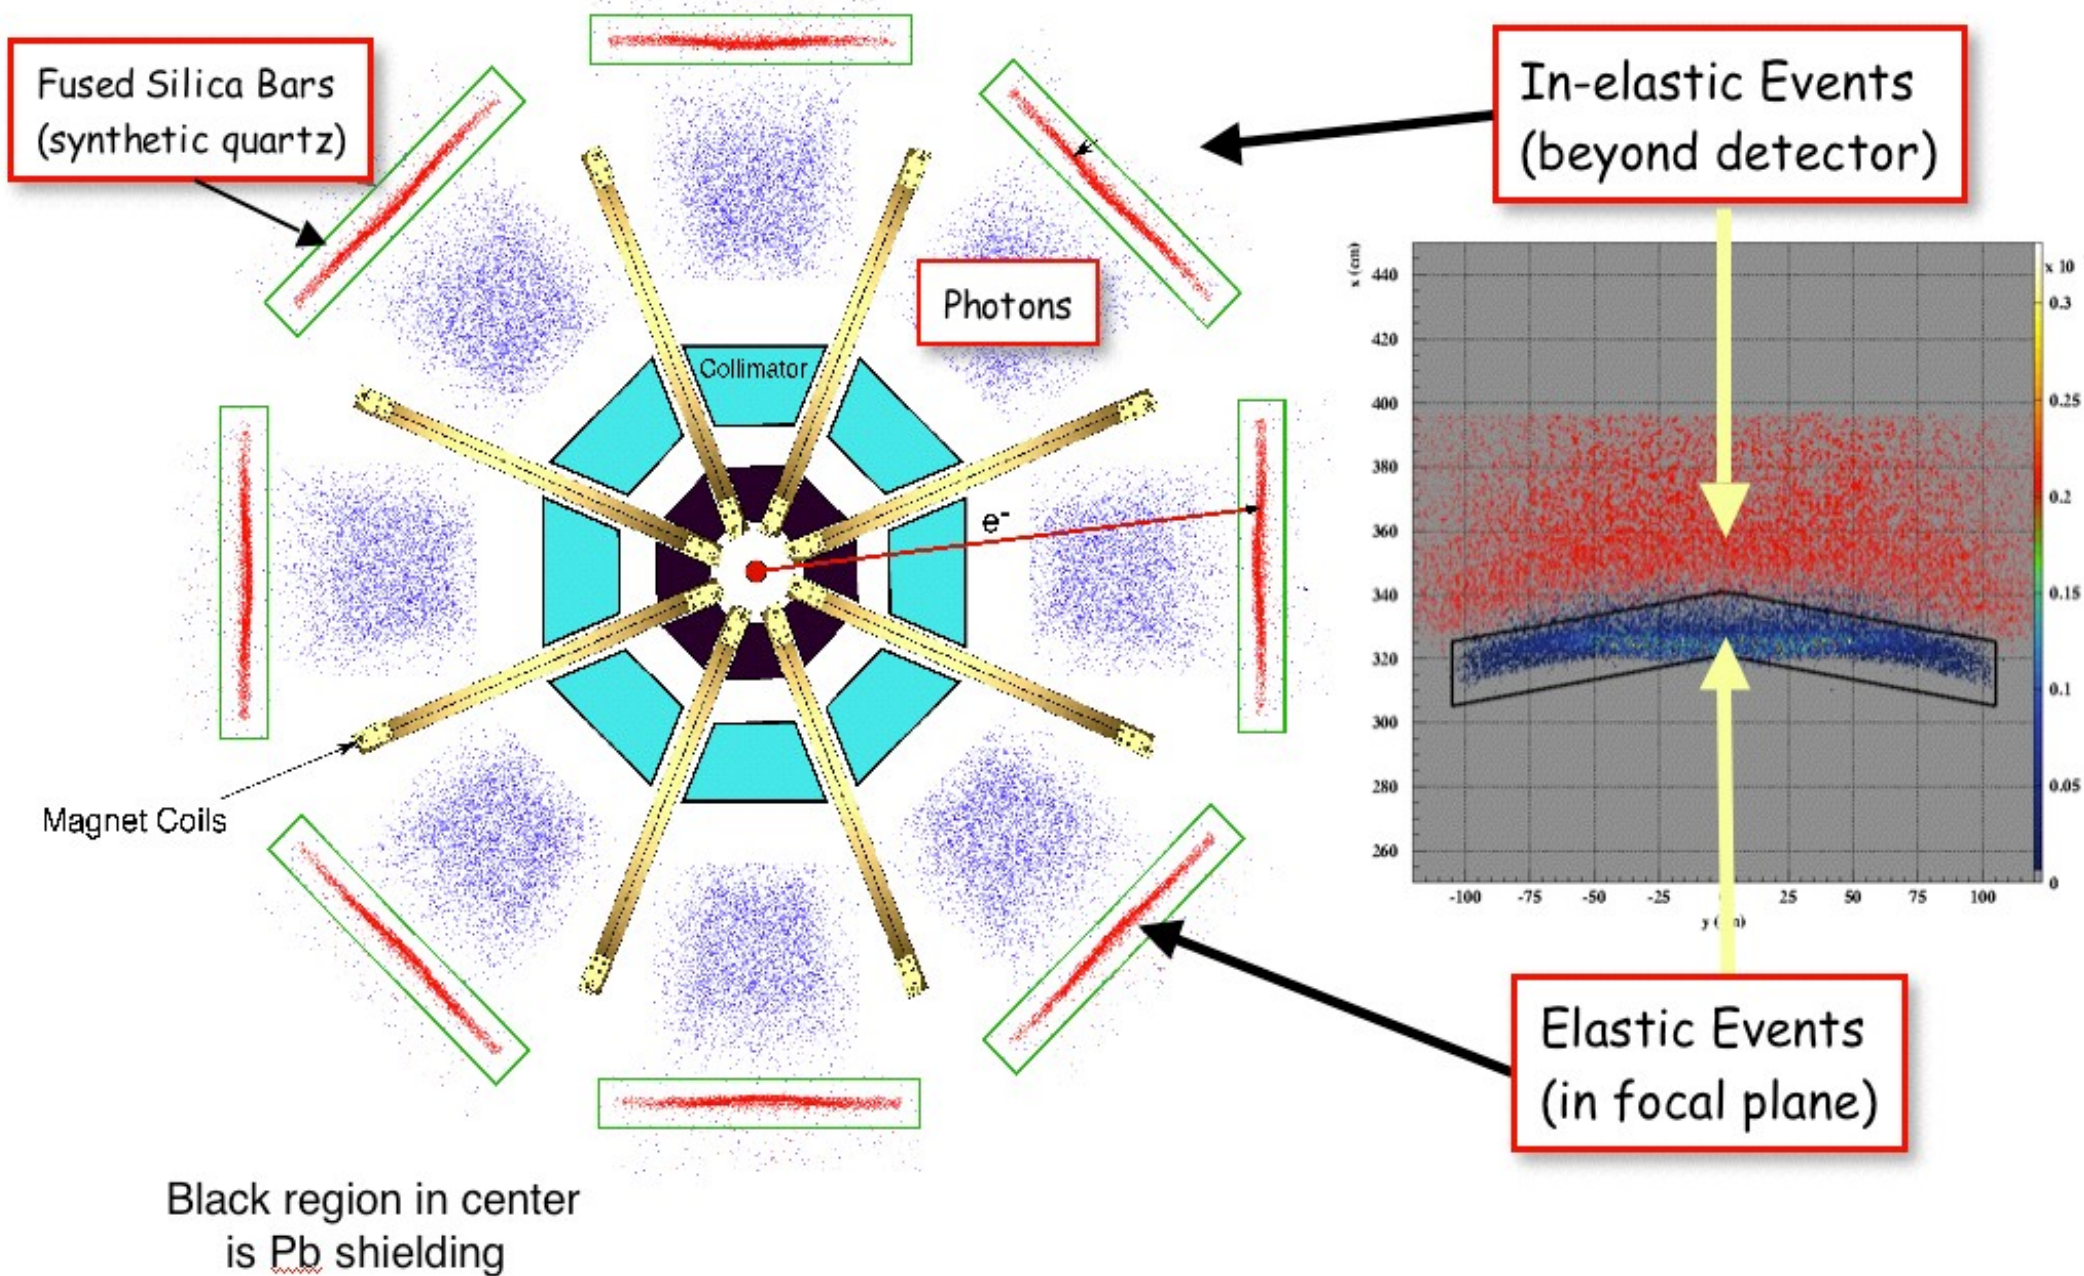 Fused Silica Bars
(synthetic quartz)
In-elastic Events
(beyond detector)
Photons
Collimator
e-
Magnet Coils
x (cm)
440
420
400
380
360
340
320
300
280
260
-100
-75
-50
-25
25
50
75
100
y
x 10
0.3
0.25
0.2
0.15
0.1
0.05
0
Elastic Events
(in focal plane)
Black region in center
is Pb shielding